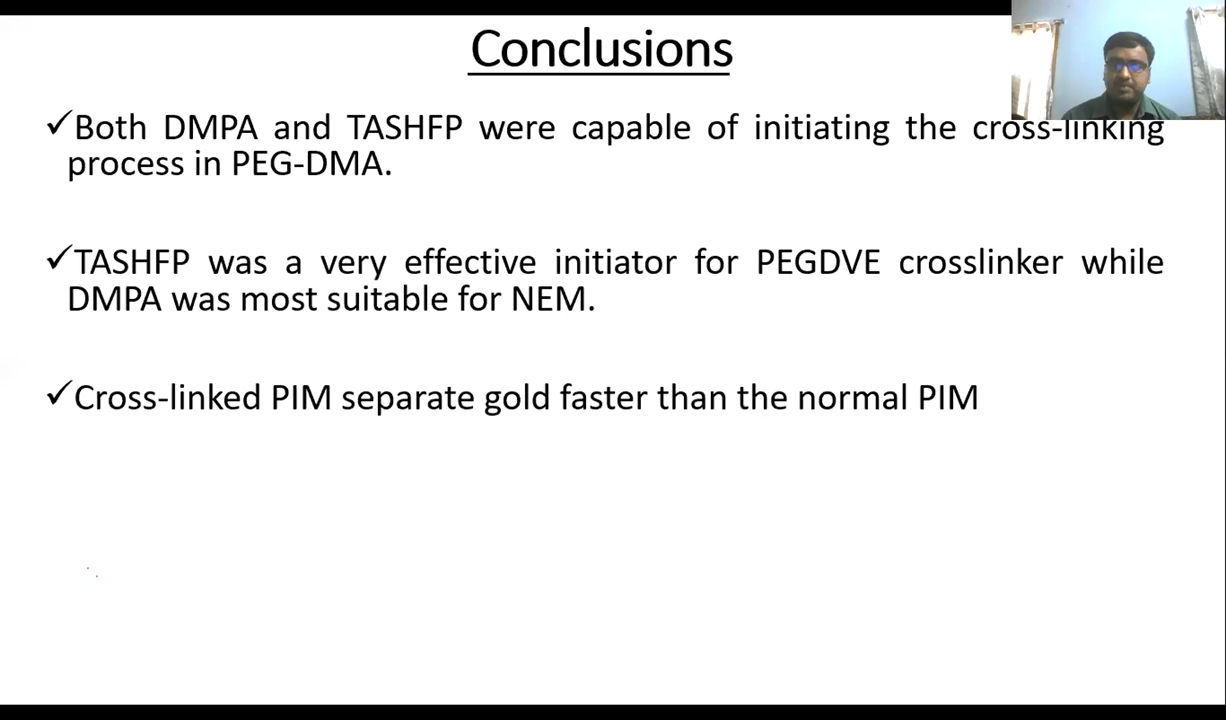 Conclusions
✓Both DMPA and TASHFP were capable of initiating the cross-linking
process in PEG-DMA.
✓TASHFP was a very effective initiator for PEGDVE crosslinker while
DMPA was most suitable for NEM.
✓Cross-linked PIM separate gold faster than the normal PIM